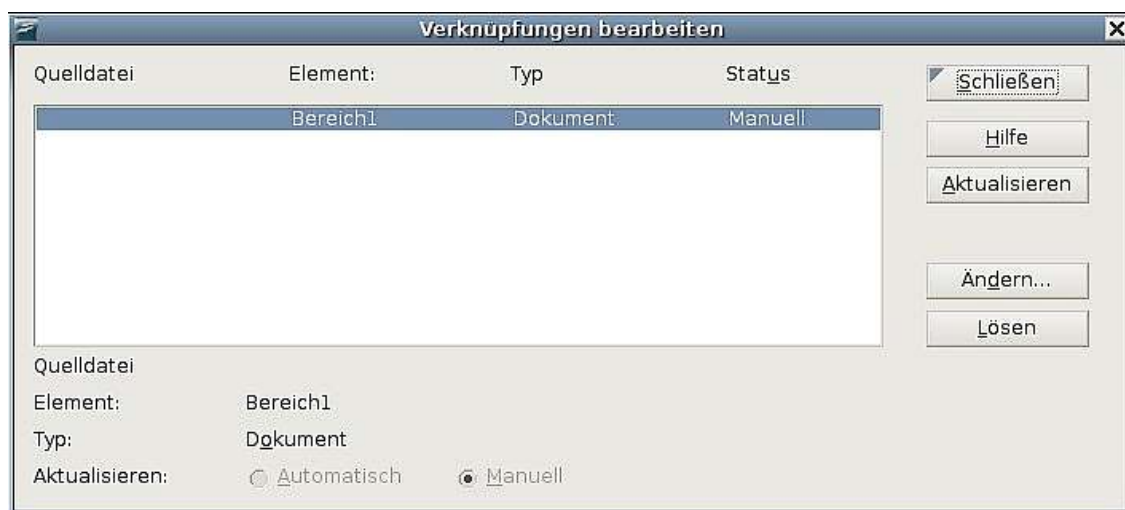 Verknüpfungen bearbeiten
Quelldatei Element: Typ Status
Bereich1 Dokument Manuell
Schließen
Hilfe
Aktualisieren
Ändern...
Lösen
Quelldatei
Element: Bereich1
Typ: Dokument
Aktualisieren: Automatisch Manuell